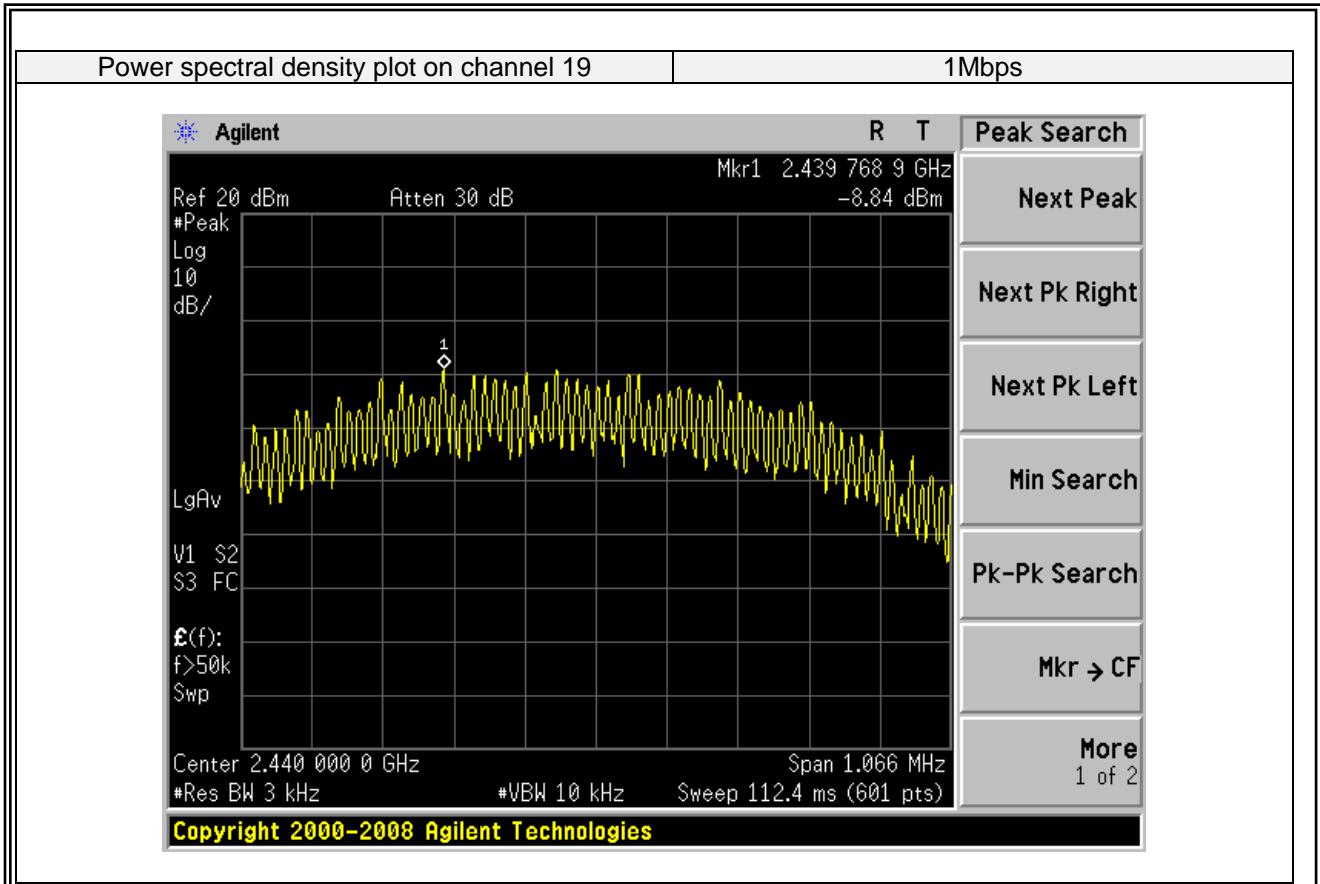 Power spectral density plot on channel 19 1Mbps
Agilent R T Peak Search
Mkr1 2.439 768 9 GHz
Ref 20 dBm Atten 30 dB -8.84 dBm
#Peak
Log
10
dB/
1
LgAv
V1 S2
S3 FC
£(f):
f>50k
Swp
Center 2.440 000 0 GHz Span 1.066 MHz
#Res BW 3 kHz #VBW 10 kHz Sweep 112.4 ms (601 pts)
Copyright 2000-2008 Agilent Technologies
Next Peak
Next Pk Right
Next Pk Left
Min Search
Pk-Pk Search
Mkr → CF
More
1 of 2